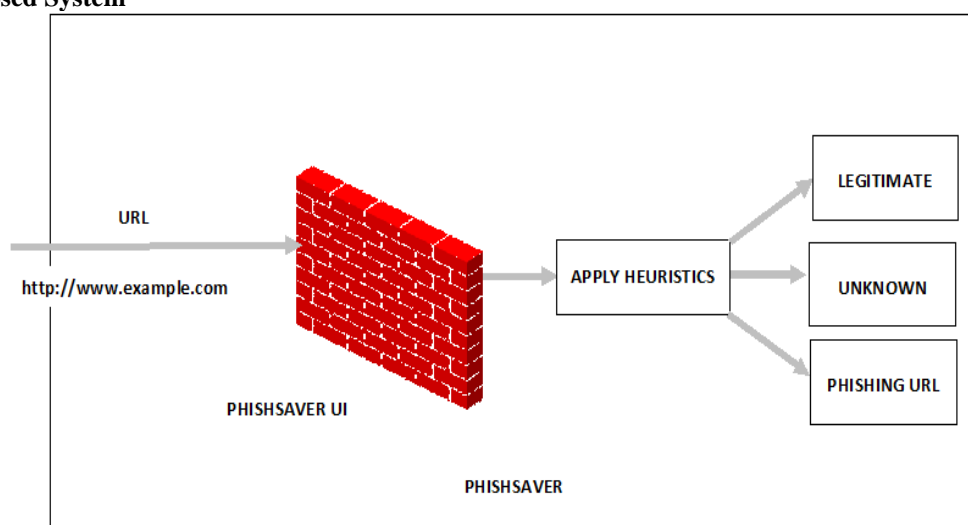 sed System
URL
http://www.example.com
PHISHSAVER UI
APPLY HEURISTICS
LEGITIMATE
UNKNOWN
PHISHING URL
PHISHSAVER